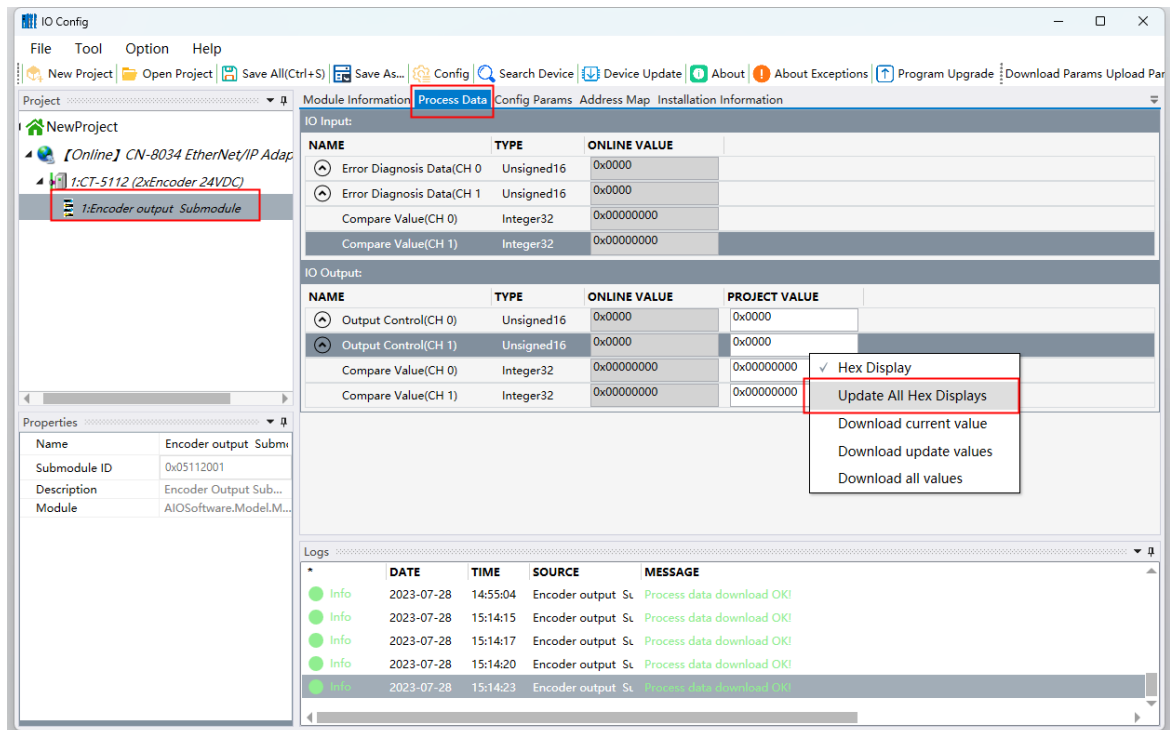 IO Config
File Tool Option Help
New Project Open Project Save All(Ctrl+S) Save As... Config Search Device Device Update About About Exceptions Program Upgrade Download Params Upload Par
Project
Module Information Process Data Config Params Address Map Installation Information
NewProject
【Online】CN-8034 EtherNet/IP Adap
1:CT-5112 (2xEncoder 24VDC)
1:Encoder output Submodule
IO Input:
NAME TYPE ONLINE VALUE
Error Diagnosis Data(CH 0 Unsigned16 0x0000
Error Diagnosis Data(CH 1 Unsigned16 0x0000
Compare Value(CH 0) Integer32 0x00000000
Compare Value(CH 1) Integer32 0x00000000
IO Output:
NAME TYPE ONLINE VALUE PROJECT VALUE
Output Control(CH 0) Unsigned16 0x0000 0x0000
Output Control(CH 1) Unsigned16 0x0000 0x0000
Compare Value(CH 0) Integer32 0x00000000 0x00000000
Compare Value(CH 1) Integer32 0x00000000 0x00000000
✓ Hex Display
Update All Hex Displays
Download current value
Download update values
Download all values
Properties
Name Encoder output Subm
Submodule ID 0x05112001
Description Encoder Output Sub...
Module AIOSoftware.Model.M...
Logs
* DATE TIME SOURCE MESSAGE
Info 2023-07-28 14:55:04 Encoder output Su Process data download OK!
Info 2023-07-28 15:14:15 Encoder output Su Process data download OK!
Info 2023-07-28 15:14:17 Encoder output Su Process data download OK!
Info 2023-07-28 15:14:20 Encoder output Su Process data download OK!
Info 2023-07-28 15:14:23 Encoder output Su Process data download OK!